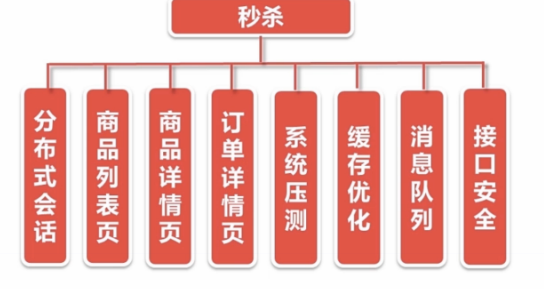 秒杀
分布式会话
商品列表页
商品详情页
订单详情页
系统压测
缓存优化
消息队列
接口安全